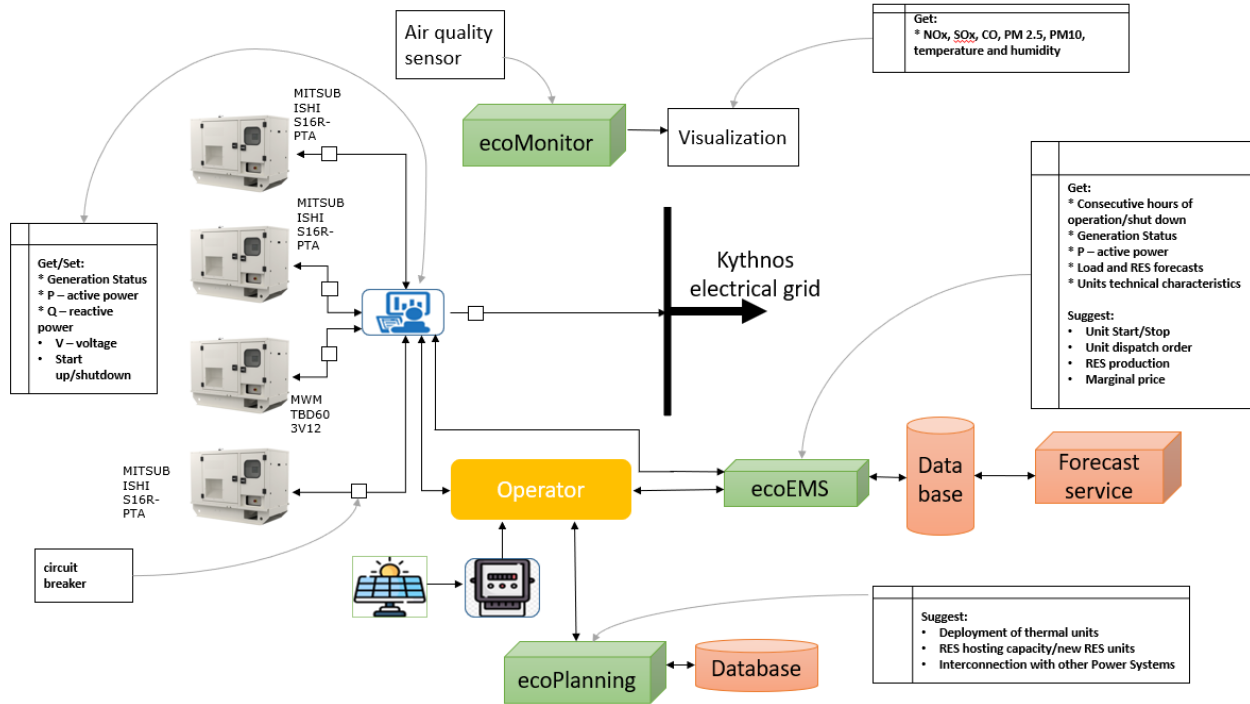 Air quality
sensor
Get:
* NOx, SOx, CO, PM 2.5, PM10,
temperature and humidity
MITSUB
ISHI
S16R-
PTA
ecoMonitor
Visualization
MITSUB
ISHI
S16R-
PTA
Get:
* Consecutive hours of
operation/shut down
* Generation Status
* P – active power
* Load and RES forecasts
* Units technical characteristics
Suggest:
• Unit Start/Stop
• Unit dispatch order
• RES production
• Marginal price
Get/Set:
* Generation Status
* P – active power
* Q – reactive
power
• V – voltage
• Start
up/shutdown
Kythnos
electrical grid
MWM
TBD60
3V12
MITSUB
ISHI
S16R-
PTA
Operator
ecoEMS
Data
base
Forecast
service
circuit
breaker
Suggest:
• Deployment of thermal units
• RES hosting capacity/new RES units
• Interconnection with other Power Systems
ecoPlanning
Database